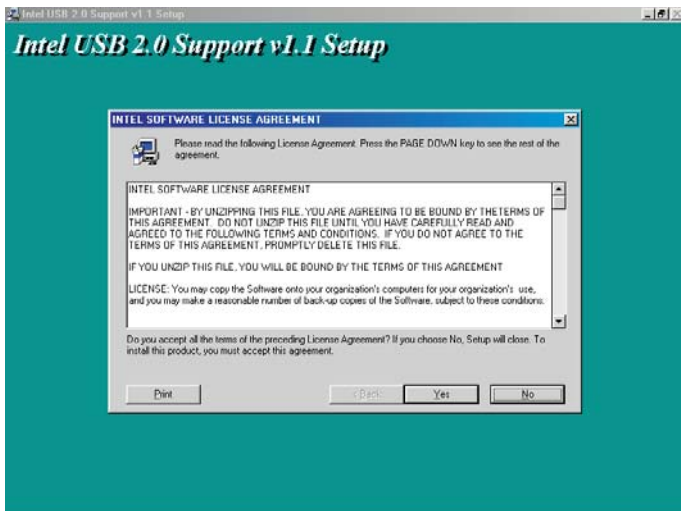 Intel USB 2.0 Support v1.1 Setup
Intel USB 2.0 Support v1.1 Setup
INTEL SOFTWARE LICENSE AGREEMENT
Please read the following License Agreement. Press the PAGE DOWN key to see the rest of the
agreement.
INTEL SOFTWARE LICENSE AGREEMENT
IMPORTANT - BY UNZIPPING THIS FILE, YOU ARE AGREEING TO BE BOUND BY THETERMS OF
THIS AGREEMENT. DO NOT UNZIP THIS FILE UNTIL YOU HAVE CAREFULLY READ AND
AGREED TO THE FOLLOWING TERMS AND CONDITIONS. IF YOU DO NOT AGREE TO THE
TERMS OF THIS AGREEMENT, PROMPTLY DELETE THIS FILE.
IF YOU UNZIP THIS FILE, YOU WILL BE BOUND BY THE TERMS OF THIS AGREEMENT
LICENSE: You may copy the Software onto your organization's computers for your organization's use,
and you may make a reasonable number of back-up copies of the Software, subject to these conditions:
Do you accept all the terms of the preceding License Agreement? If you choose No, Setup will close. To
install this product, you must accept this agreement.
Print < Back Yes No